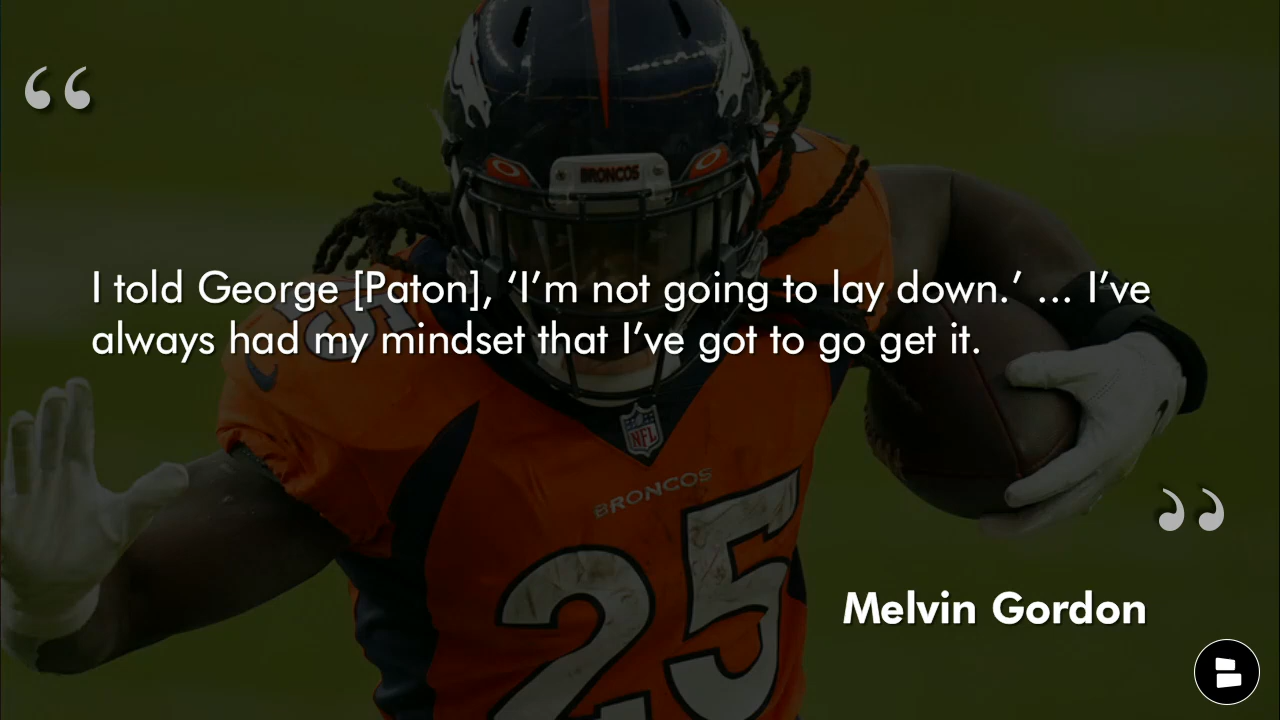 “
BRONCOS
I told George [Paton], ‘I’m not going to lay down.’ ... I’ve
always had my mindset that I’ve got to go get it.
NFL
BRONCOS
25
”
Melvin Gordon